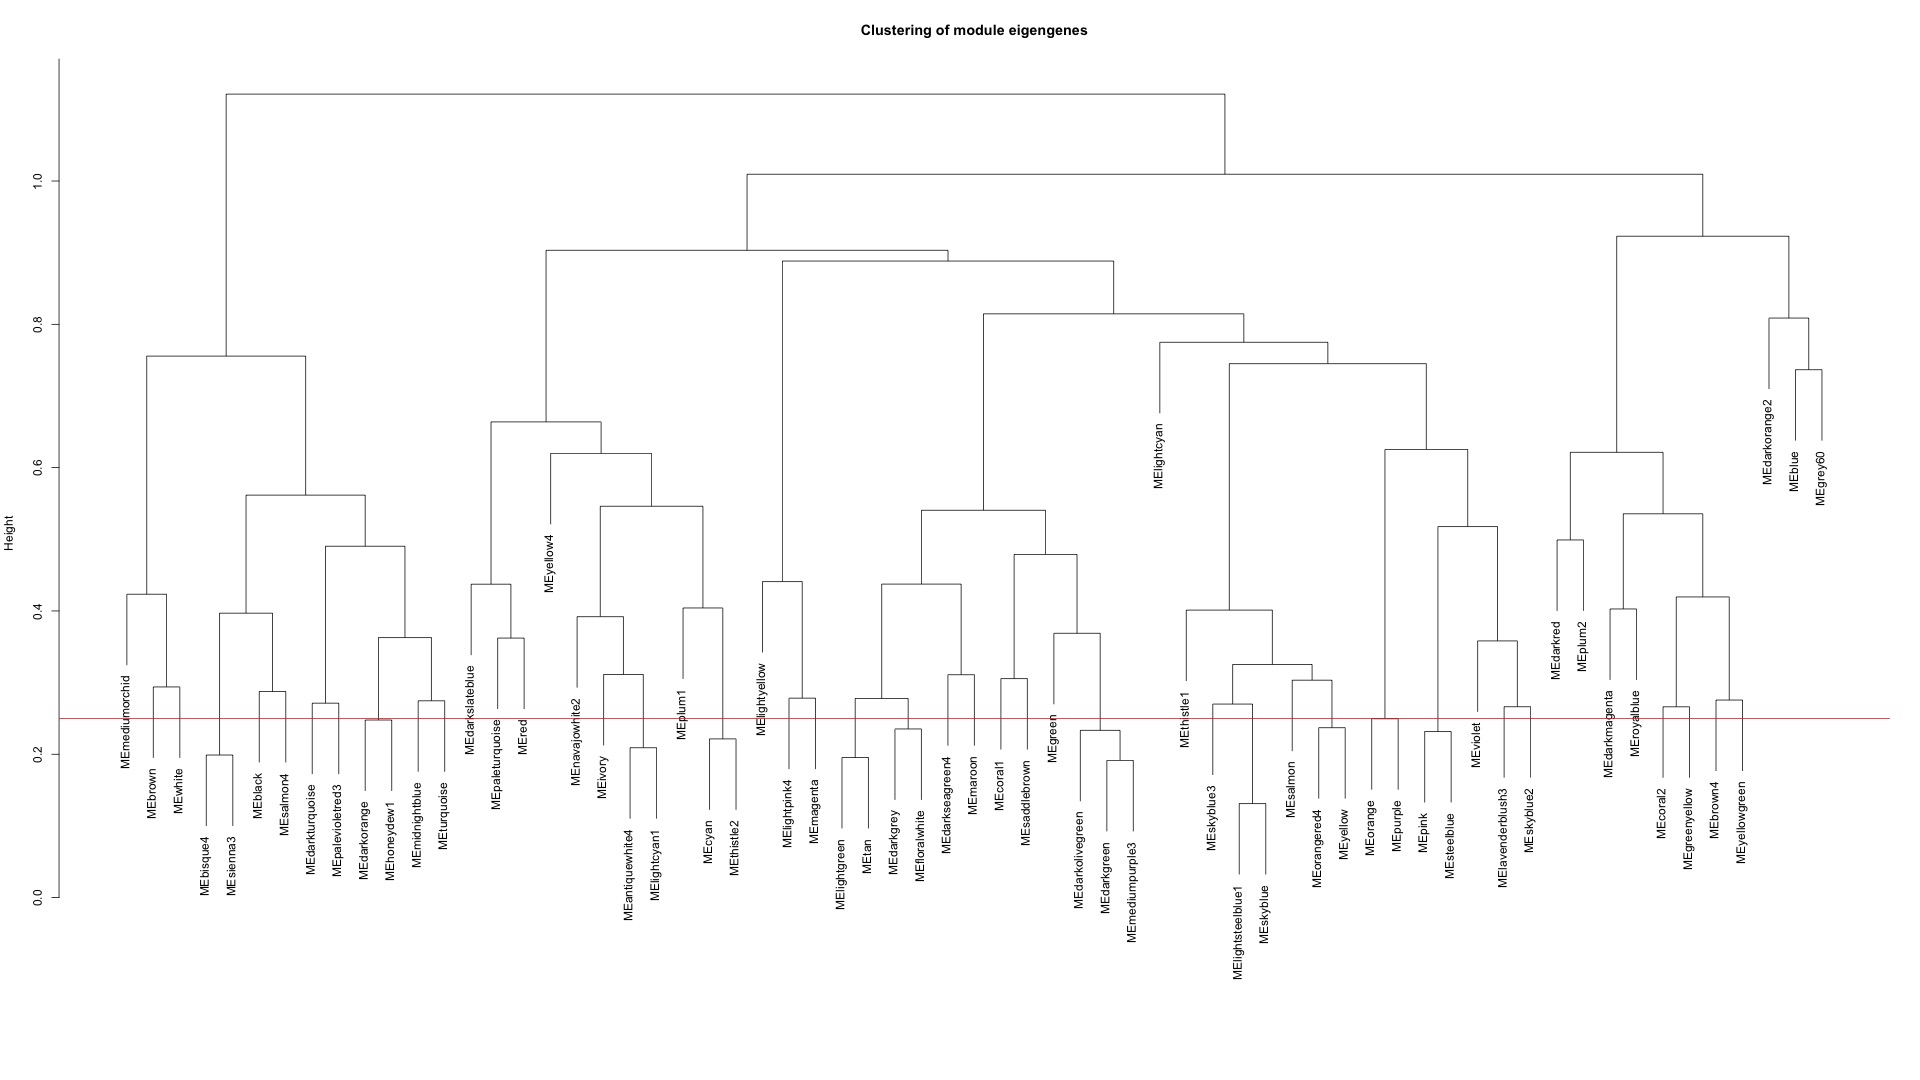 Clustering of module eigengenes
Height
1.0
0.8
0.6
0.4
0.2
0.0
MEmediumorchid
MEbrown
MEwhite
MEbisque4
MEsienna3
MEblack
MEsalmon4
MEdarkturquoise
MEpalevioletred3
MEdarkorange
MEhoneydew1
MEmidnightblue
MEturquoise
MEdarkslateblue
MEpaleturquoise
MEred
MEyellow4
MEnavajowhite2
MEivory
MEantiquewhite4
MElightcyan1
MEplum1
MEcyan
MEthistle2
MElightyellow
MElightpink4
MEmagenta
MElightgreen
MEtan
MEdarkgrey
MEfloralwhite
MEdarkseagreen4
MEmaroon
MEcoral1
MEsaddlebrown
MEgreen
MEdarkolivegreen
MEdarkgreen
MEmediumpurple3
MElightcyan
MEthistle1
MEskyblue3
MElightsteelblue1
MEskyblue
MEsalmon
MEorangered4
MEyellow
MEorange
MEpurple
MEpink
MEsteelblue
MEviolet
MElavenderblush3
MEskyblue2
MEdarkred
MEplum2
MEdarkmagenta
MEroyalblue
MEcoral2
MEgreenyellow
MEbrown4
MEyellowgreen
MEdarkorange2
MEblue
MEgrey60